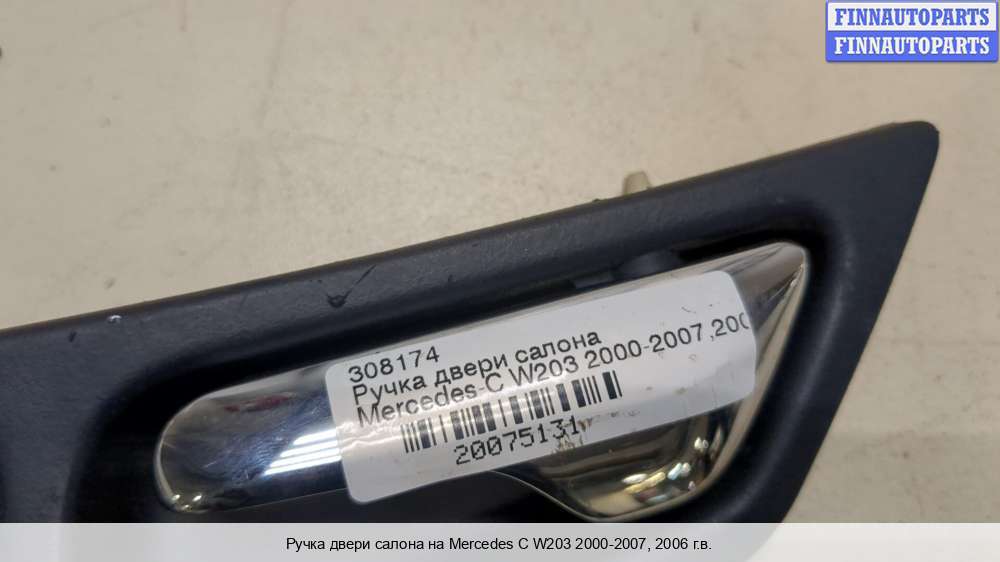 FINNAUTOPARTS
FINNAUTOPARTS
308174
Ручка двери салона
Mercedes-C W203 2000-2007,200
20075131
Ручка двери салона на Mercedes C W203 2000-2007, 2006 г.в.